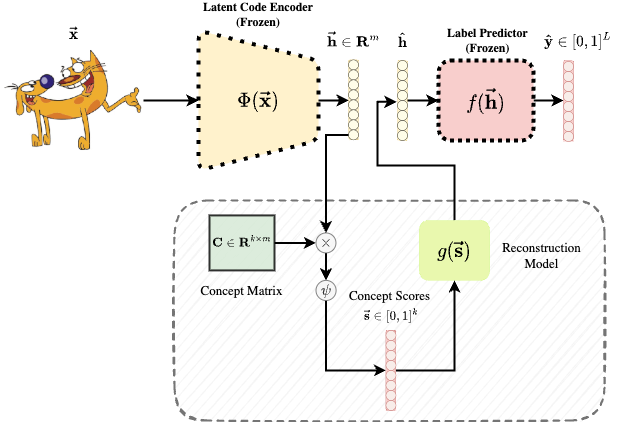 Latent Code Encoder
(Frozen)
x⃗
Φ(x⃗)
h⃗ ∈ R^m
ĥ
Label Predictor
(Frozen)
f(h⃗)
ŷ ∈ [0, 1]^L
C ∈ R^{k×m}
Concept Matrix
×
ψ
Concept Scores
s⃗ ∈ [0, 1]^k
g(s⃗)
Reconstruction
Model